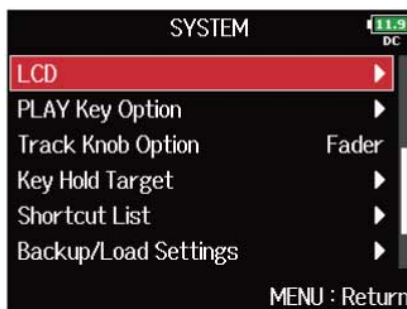 SYSTEM
11.9
DC
LCD
PLAY Key Option
Track Knob Option Fader
Key Hold Target
Shortcut List
Backup/Load Settings
MENU : Return